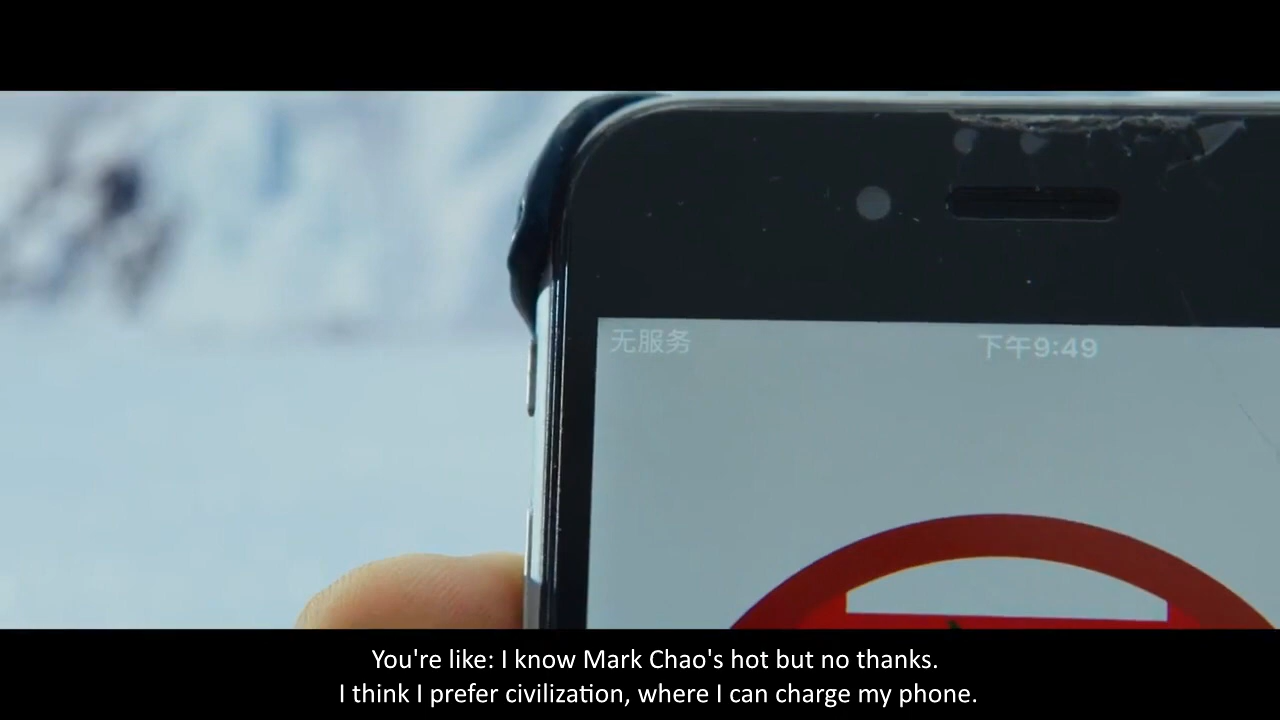 无服务
下午9:49
You're like: I know Mark Chao's hot but no thanks.
I think I prefer civilization, where I can charge my phone.